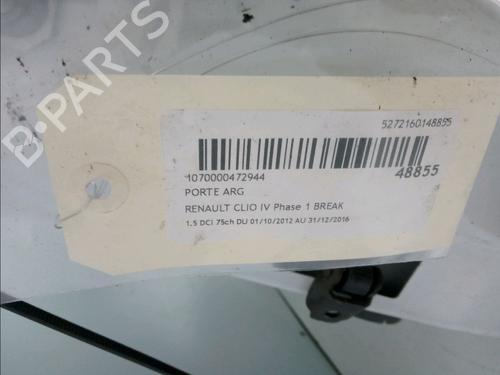 B-PARTS
5272160148855
1070000472944
48855
PORTE ARG
RENAULT CLIO IV Phase 1 BREAK
1.5 DCi 75ch DU 01/10/2012 AU 31/12/2016